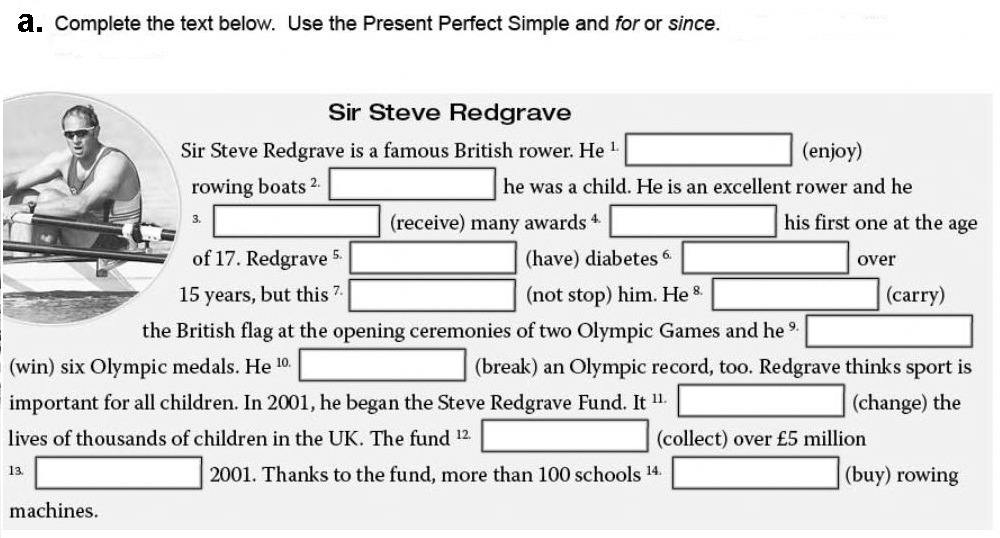 a. Complete the text below. Use the Present Perfect Simple and for or since.
Sir Steve Redgrave
Sir Steve Redgrave is a famous British rower. He 1. (enjoy)
rowing boats 2. he was a child. He is an excellent rower and he
3. (receive) many awards 4. his first one at the age
of 17. Redgrave 5. (have) diabetes 6. over
15 years, but this 7. (not stop) him. He 8. (carry)
the British flag at the opening ceremonies of two Olympic Games and he 9.
(win) six Olympic medals. He 10. (break) an Olympic record, too. Redgrave thinks sport is
important for all children. In 2001, he began the Steve Redgrave Fund. It 11. (change) the
lives of thousands of children in the UK. The fund 12. (collect) over £5 million
13. 2001. Thanks to the fund, more than 100 schools 14. (buy) rowing
machines.